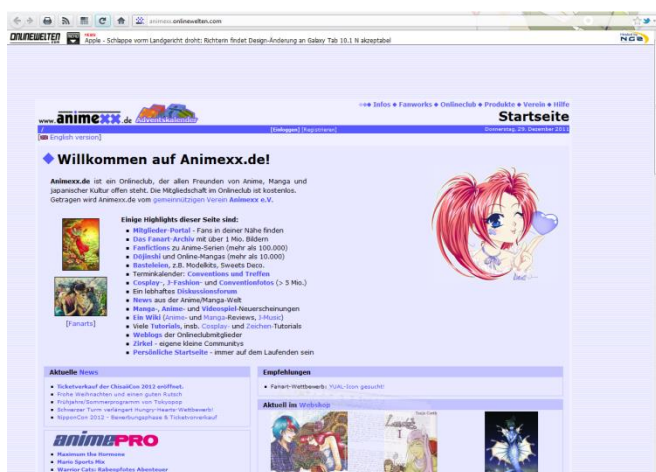 animexx.onlinewelten.com
ONLINEWELTEN
Apple - Schlappe vorm Landgericht droht: Richterin findet Design-Änderung an Galaxy Tab 10.1 N akzeptabel
NGZ
Infos ◆ Fanworks ◆ Onlineclub ◆ Produkte ◆ Verein ◆ Hilfe
www.animexx.de Adventskalender
Startseite
/ [Einloggen] [Registrieren] Donnerstag, 29. Dezember 2011
[English version]
Willkommen auf Animexx.de!
Animexx.de ist ein Onlineclub, der allen Freunden von Anime, Manga und
japanischer Kultur offen steht. Die Mitgliedschaft im Onlineclub ist kostenlos.
Getragen wird Animexx.de vom gemeinnützigen Verein Animexx e.V.
Einige Highlights dieser Seite sind:
Mitglieder-Portal - Fans in deiner Nähe finden
Das Fanart-Archiv mit über 1 Mio. Bildern
Fanfictions zu Anime-Serien (mehr als 100.000)
Dōjinshi und Online-Mangas (mehr als 10.000)
Basteleien, z.B. Modelkits, Sweets Deco.
Terminkalender: Conventions und Treffen
Cosplay-, J-Fashion- und Conventionfotos (> 5 Mio.)
Ein lebhaftes Diskussionsforum
News aus der Anime/Manga-Welt
Manga-, Anime- und Videospiel-Neuerscheinungen
Ein Wiki (Anime- und Manga-Reviews, J-Music)
Viele Tutorials, insb. Cosplay- und Zeichen-Tutorials
Weblogs der Onlineclubmitglieder
Zirkel - eigene kleine Communitys
Persönliche Startseite - immer auf dem Laufenden sein
[Fanarts]
Aktuelle News
Ticketverkauf der ChisaiiCon 2012 eröffnet.
Frohe Weihnachten und einen guten Rutsch
Frühjahrs/Sommerprogramm von Tokyopop
Schwarzer Turm verlängert Hungry-Hearts-Wettbewerb!
NipponCon 2012 - Bewerbungsphase & Ticketvorverkauf
animePRO
Maximum the Hormone
Mario Sports Mix
Warrior Cats: Rabenpfotes Abenteuer
Empfehlungen
Fanart-Wettbewerb: YUAL-Icon gesucht!
Aktuell im Webshop